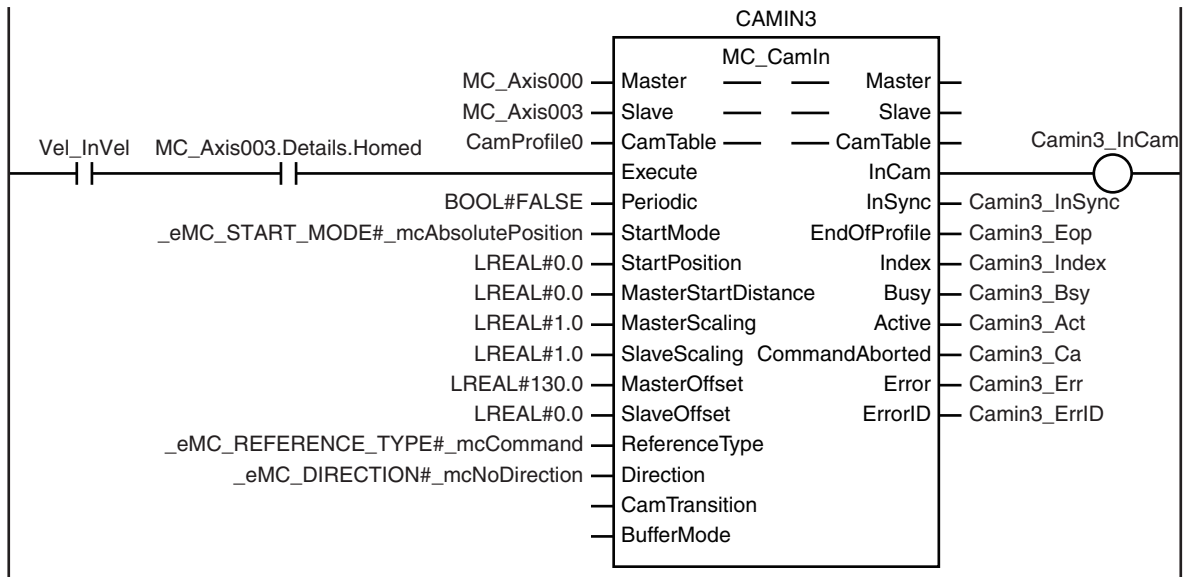 CAMIN3
MC_CamIn
MC_Axis000 Master Master
MC_Axis003 Slave Slave
CamProfile0 CamTable CamTable
Vel_InVel MC_Axis003.Details.Homed Execute InCam Camin3_InCam
BOOL#FALSE Periodic InSync Camin3_InSync
_eMC_START_MODE#_mcAbsolutePosition StartMode EndOfProfile Camin3_Eop
LREAL#0.0 StartPosition Index Camin3_Index
LREAL#0.0 MasterStartDistance Busy Camin3_Bsy
LREAL#1.0 MasterScaling Active Camin3_Act
LREAL#1.0 SlaveScaling CommandAborted Camin3_Ca
LREAL#130.0 MasterOffset Error Camin3_Err
LREAL#0.0 SlaveOffset ErrorID Camin3_ErrID
_eMC_REFERENCE_TYPE#_mcCommand ReferenceType
_eMC_DIRECTION#_mcNoDirection Direction
CamTransition
BufferMode